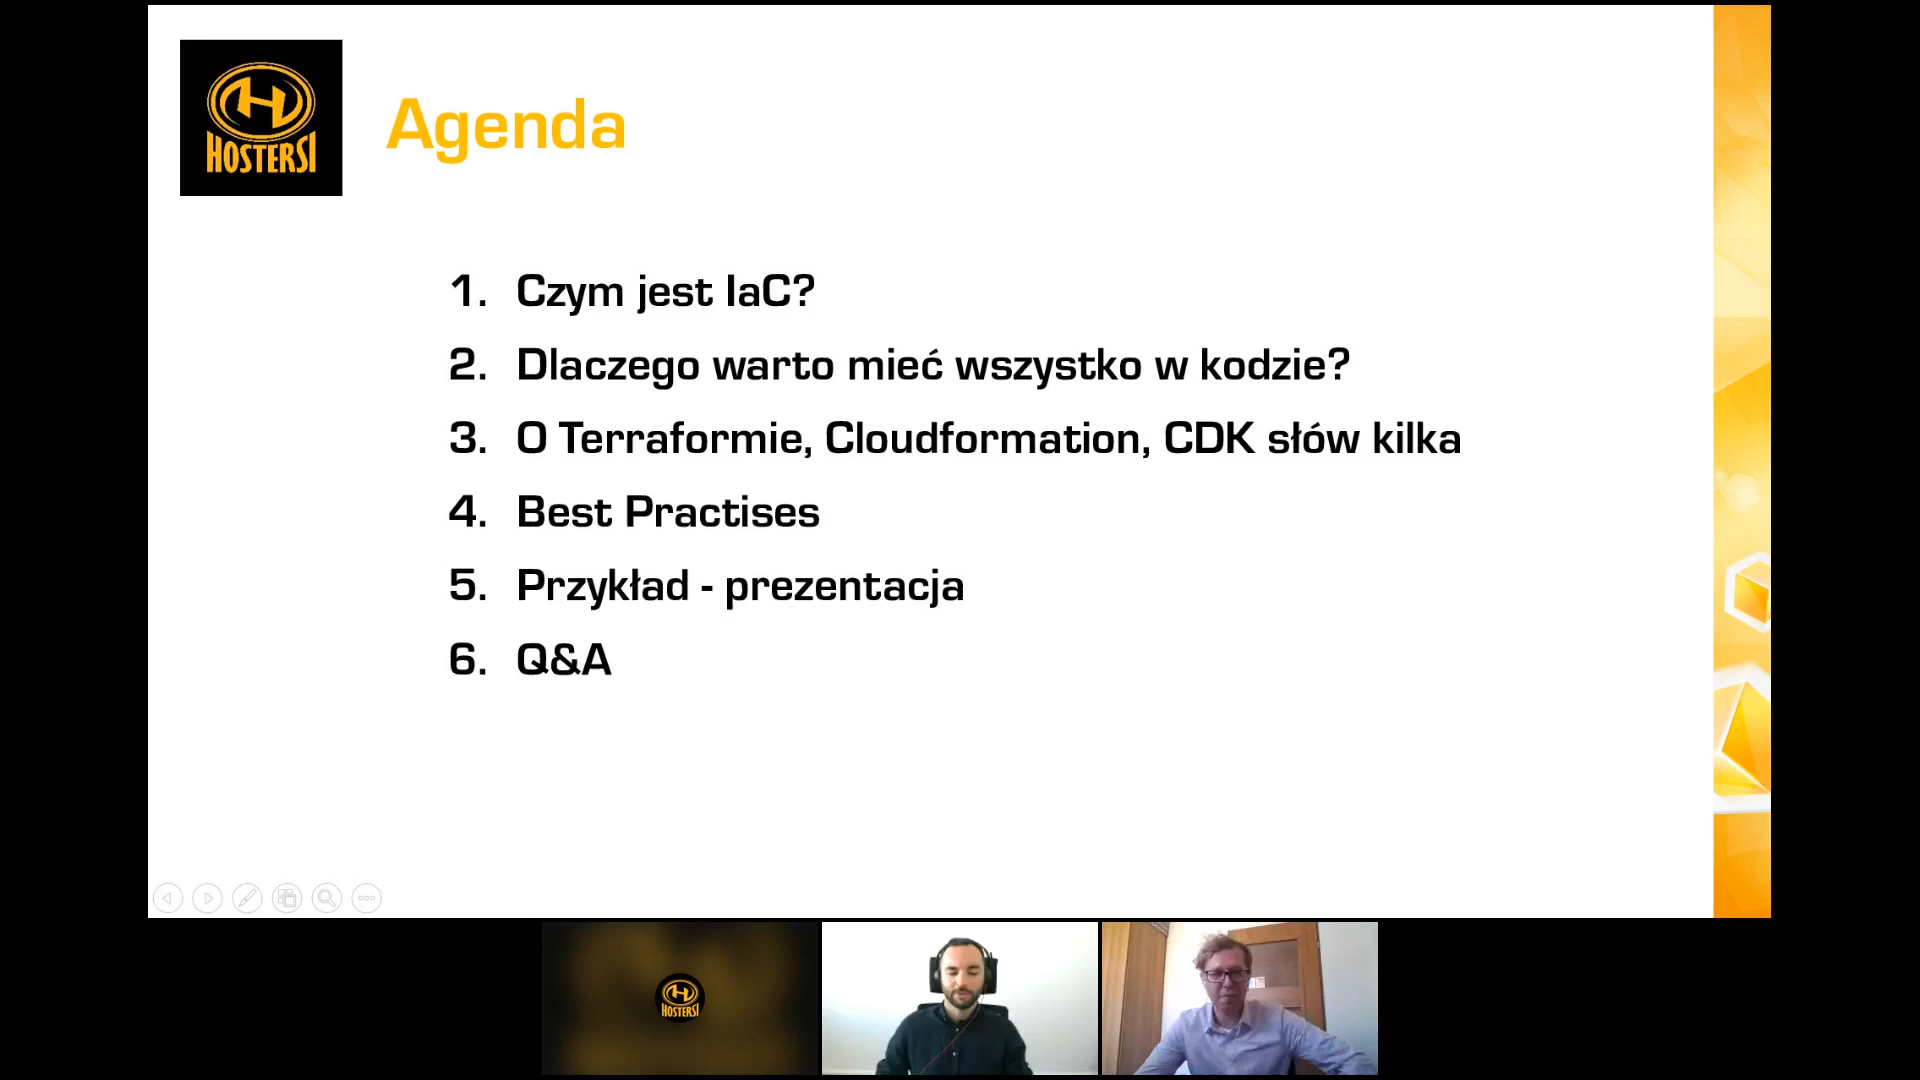 HOSTERSI
Agenda
1. Czym jest IaC?
2. Dlaczego warto mieć wszystko w kodzie?
3. O Terraformie, Cloudformation, CDK słów kilka
4. Best Practises
5. Przykład - prezentacja
6. Q&A
HOSTERSI